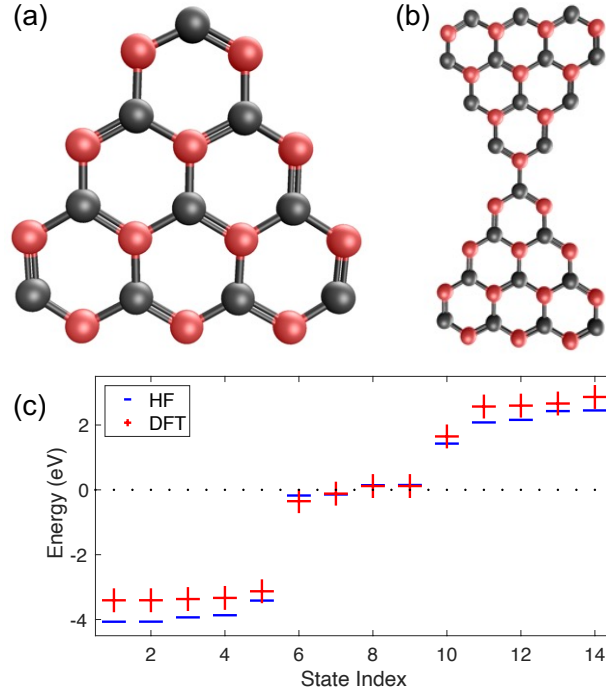 (a)
(b)
(c)
HF
DFT
Energy (eV)
2
0
-2
-4
2 4 6 8 10 12 14
State Index